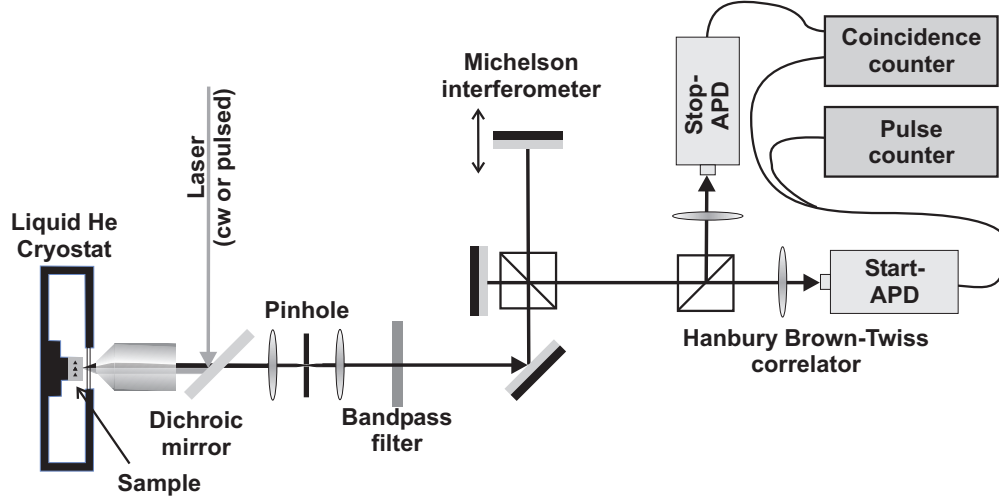 Michelson
interferometer
Stop-
APD
Coincidence
counter
Pulse
counter
Laser
(cw or pulsed)
Liquid He
Cryostat
Pinhole
Start-
APD
Hanbury Brown-Twiss
correlator
Dichroic
mirror
Bandpass
filter
Sample